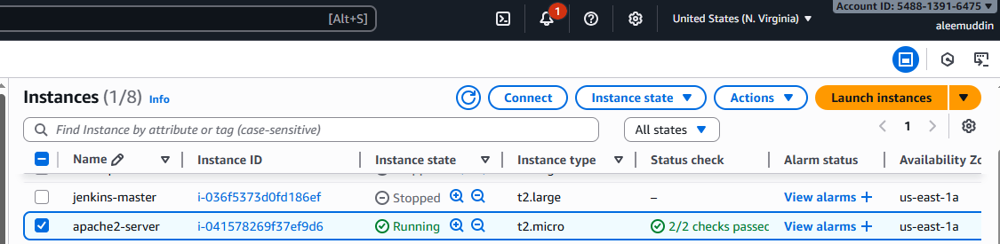 Account ID: 5488-1391-6475
[Alt+S] 1 United States (N. Virginia) aleemuddin
Instances (1/8) Info Connect Instance state Actions Launch instances
Find Instance by attribute or tag (case-sensitive) All states 1
Name Instance ID Instance state Instance type Status check Alarm status Availability Zo
jenkins-master i-036f5373d0fd186ef Stopped t2.large – View alarms + us-east-1a
apache2-server i-041578269f37ef9d6 Running t2.micro 2/2 checks passed View alarms + us-east-1a